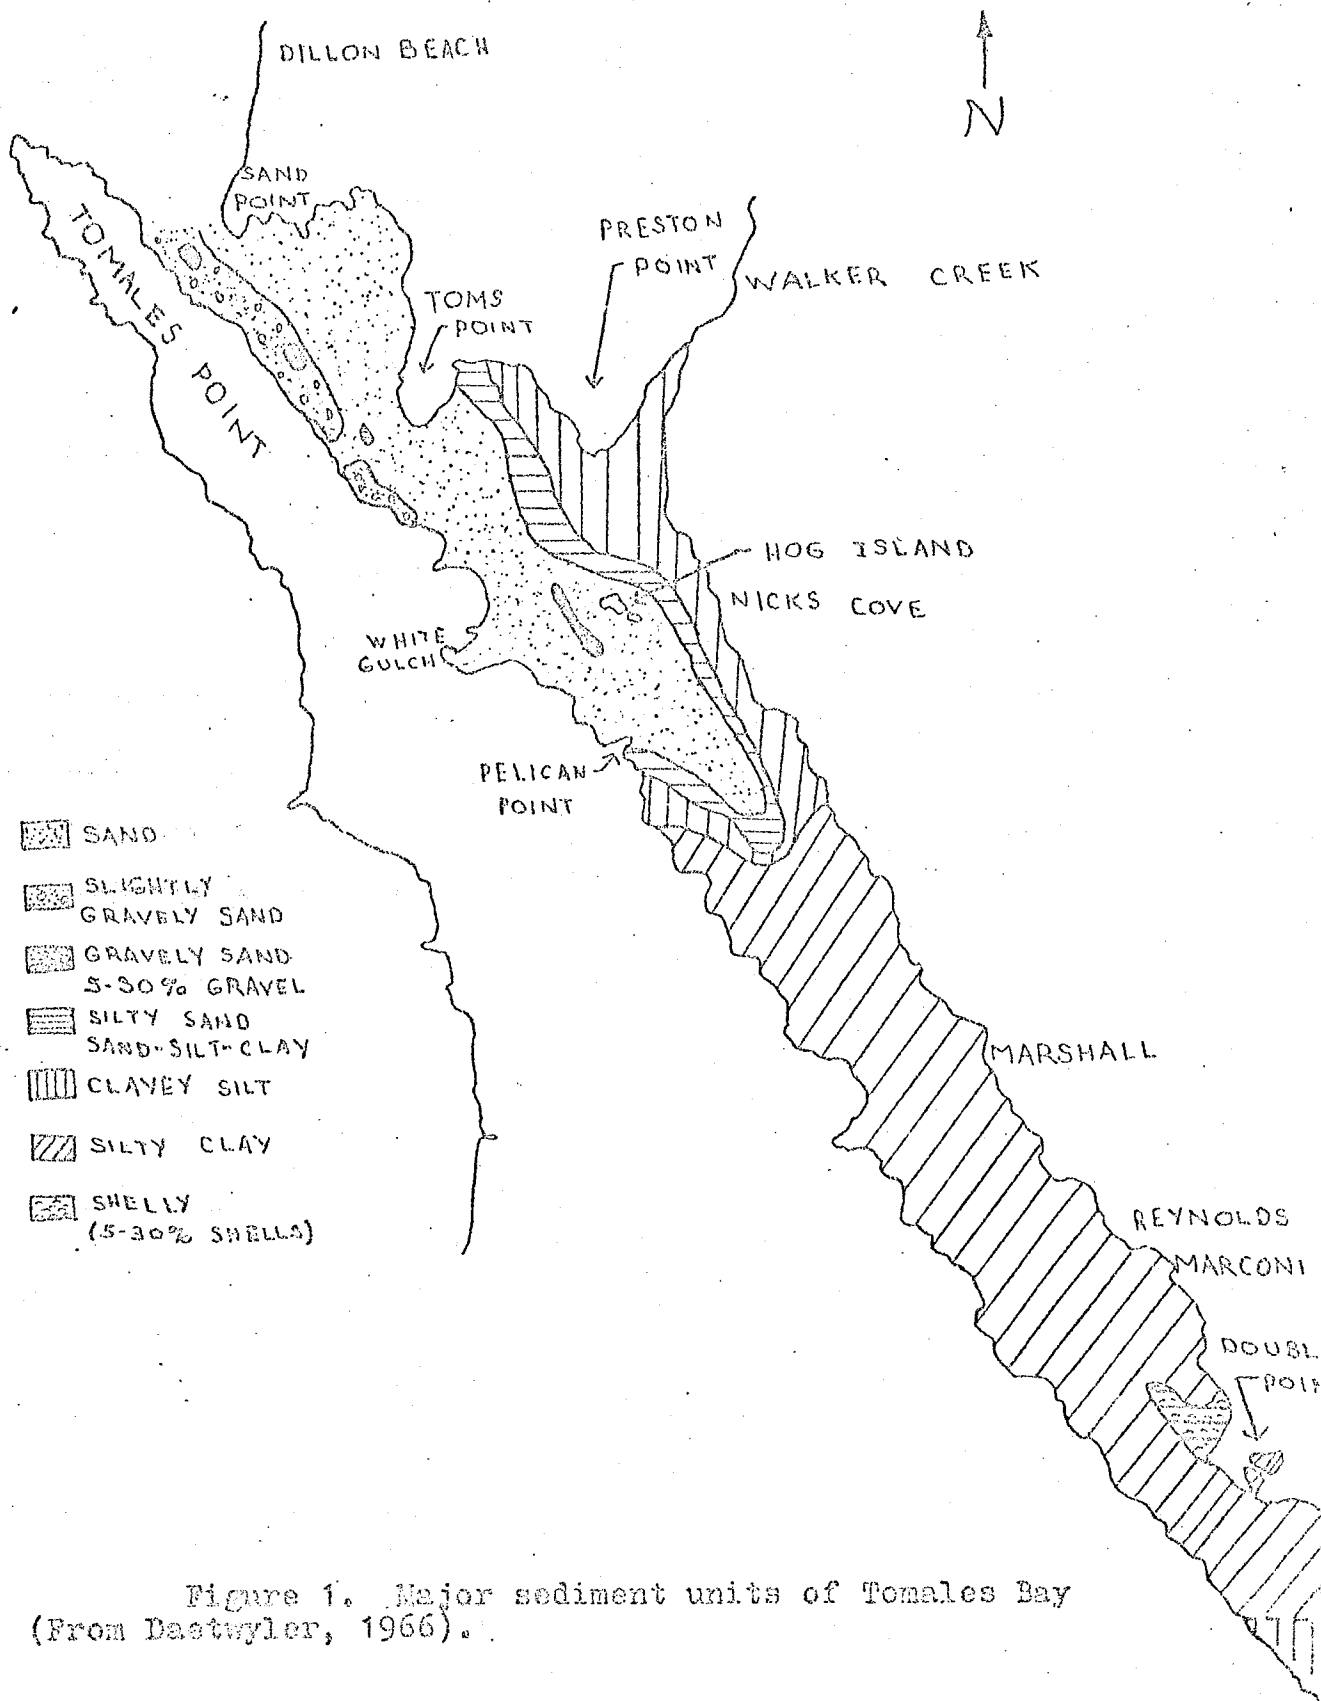 DILLON BEACH
N
SAND
POINT
TOMALES POINT
PRESTON
POINT
WALKER CREEK
TOMS
POINT
HOG ISLAND
NICKS COVE
WHITE
GULCH
PELICAN
POINT
SAND
SLIGHTLY
GRAVELY SAND
GRAVELY SAND
5-30% GRAVEL
SILTY SAND
SAND-SILT-CLAY
CLAYEY SILT
SILTY CLAY
SHELLY
(5-30% SHELLS)
MARSHALL
REYNOLDS
MARCONI
DOUBL
POIN
Figure 1. Major sediment units of Tomales Bay
(From Daetwyler, 1966).